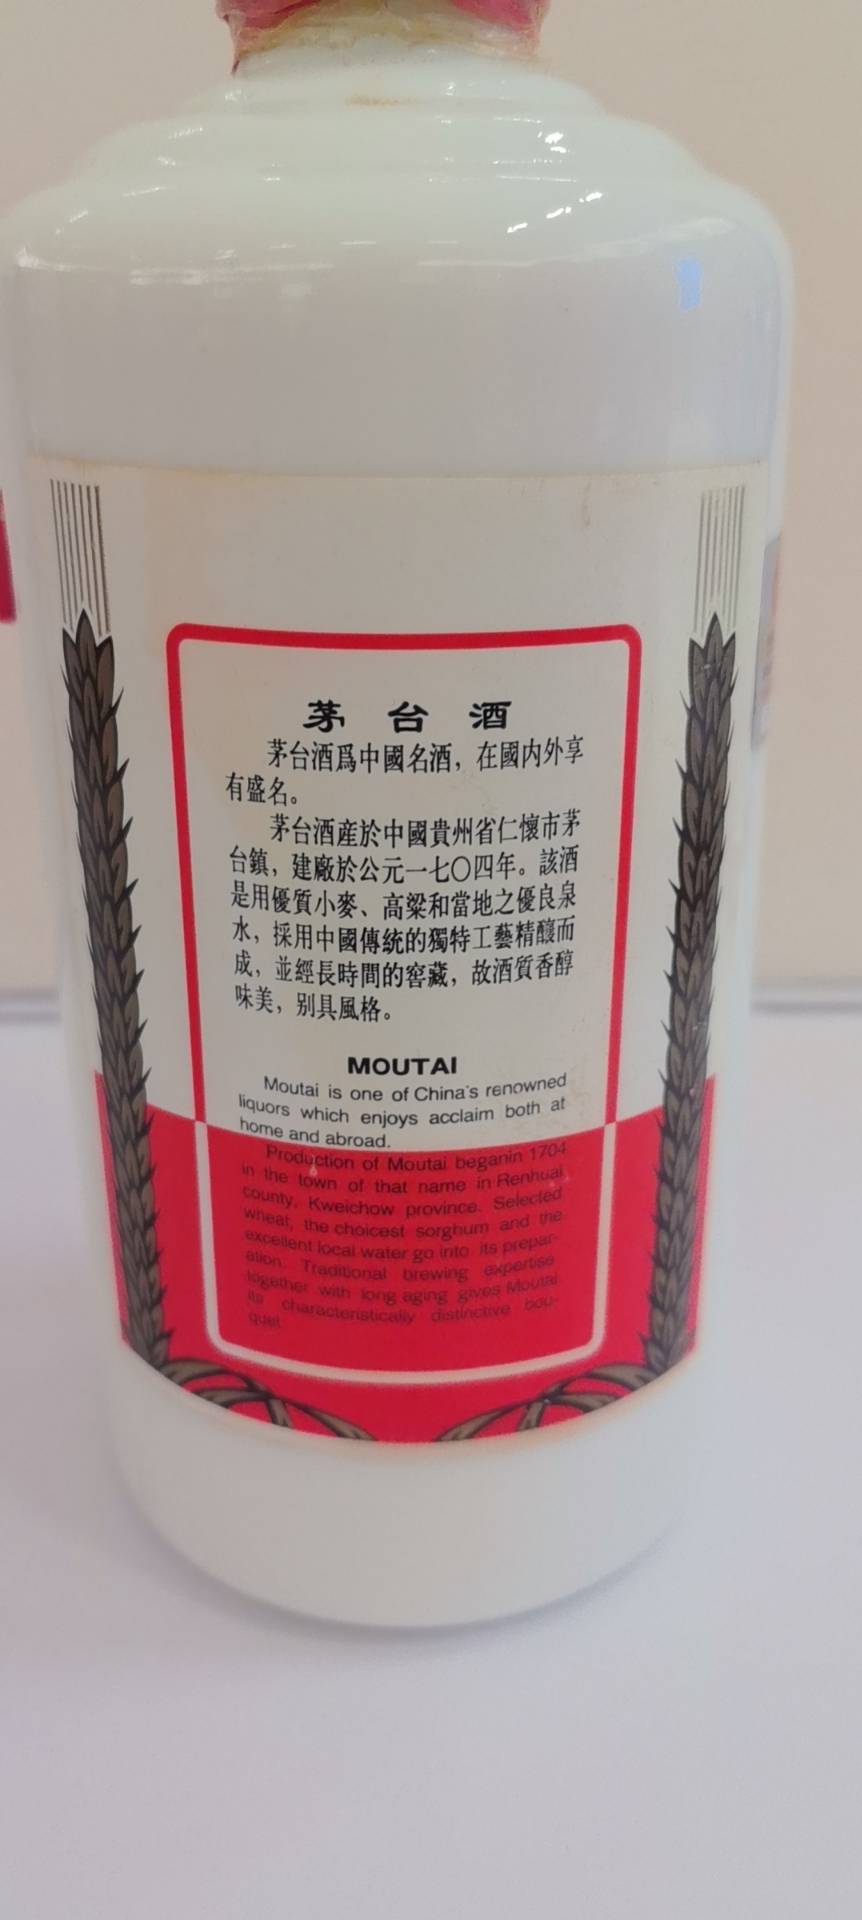 茅台酒
茅台酒爲中國名酒，在國内外享
有盛名。
茅台酒産於中國貴州省仁懷市茅
台鎮，建廠於公元一七〇四年。該酒
是用優質小麥、高粱和當地之優良泉
水，採用中國傳統的獨特工藝精釀而
成，並經長時間的窖藏，故酒質香醇
味美，别具風格。
MOUTAI
Moutai is one of China's renowned
liquors which enjoys acclaim both at
home and abroad.
Production of Moutai beganin 1704
in the town of that name in Renhuai
county, Kweichow province. Selected
wheat, the choicest sorghum and the
excellent local water go into its prepar-
ation. Traditional brewing expertise
together with long aging gives Moutai
its characteristically distinctive bou-
quet.